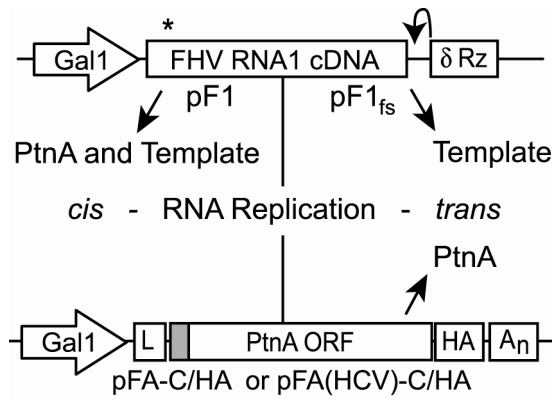 *
Gal1 FHV RNA1 cDNA δ Rz
pF1 pF1fs
PtnA and Template Template
cis - RNA Replication - trans
PtnA
Gal1 L PtnA ORF HA An
pFA-C/HA or pFA(HCV)-C/HA